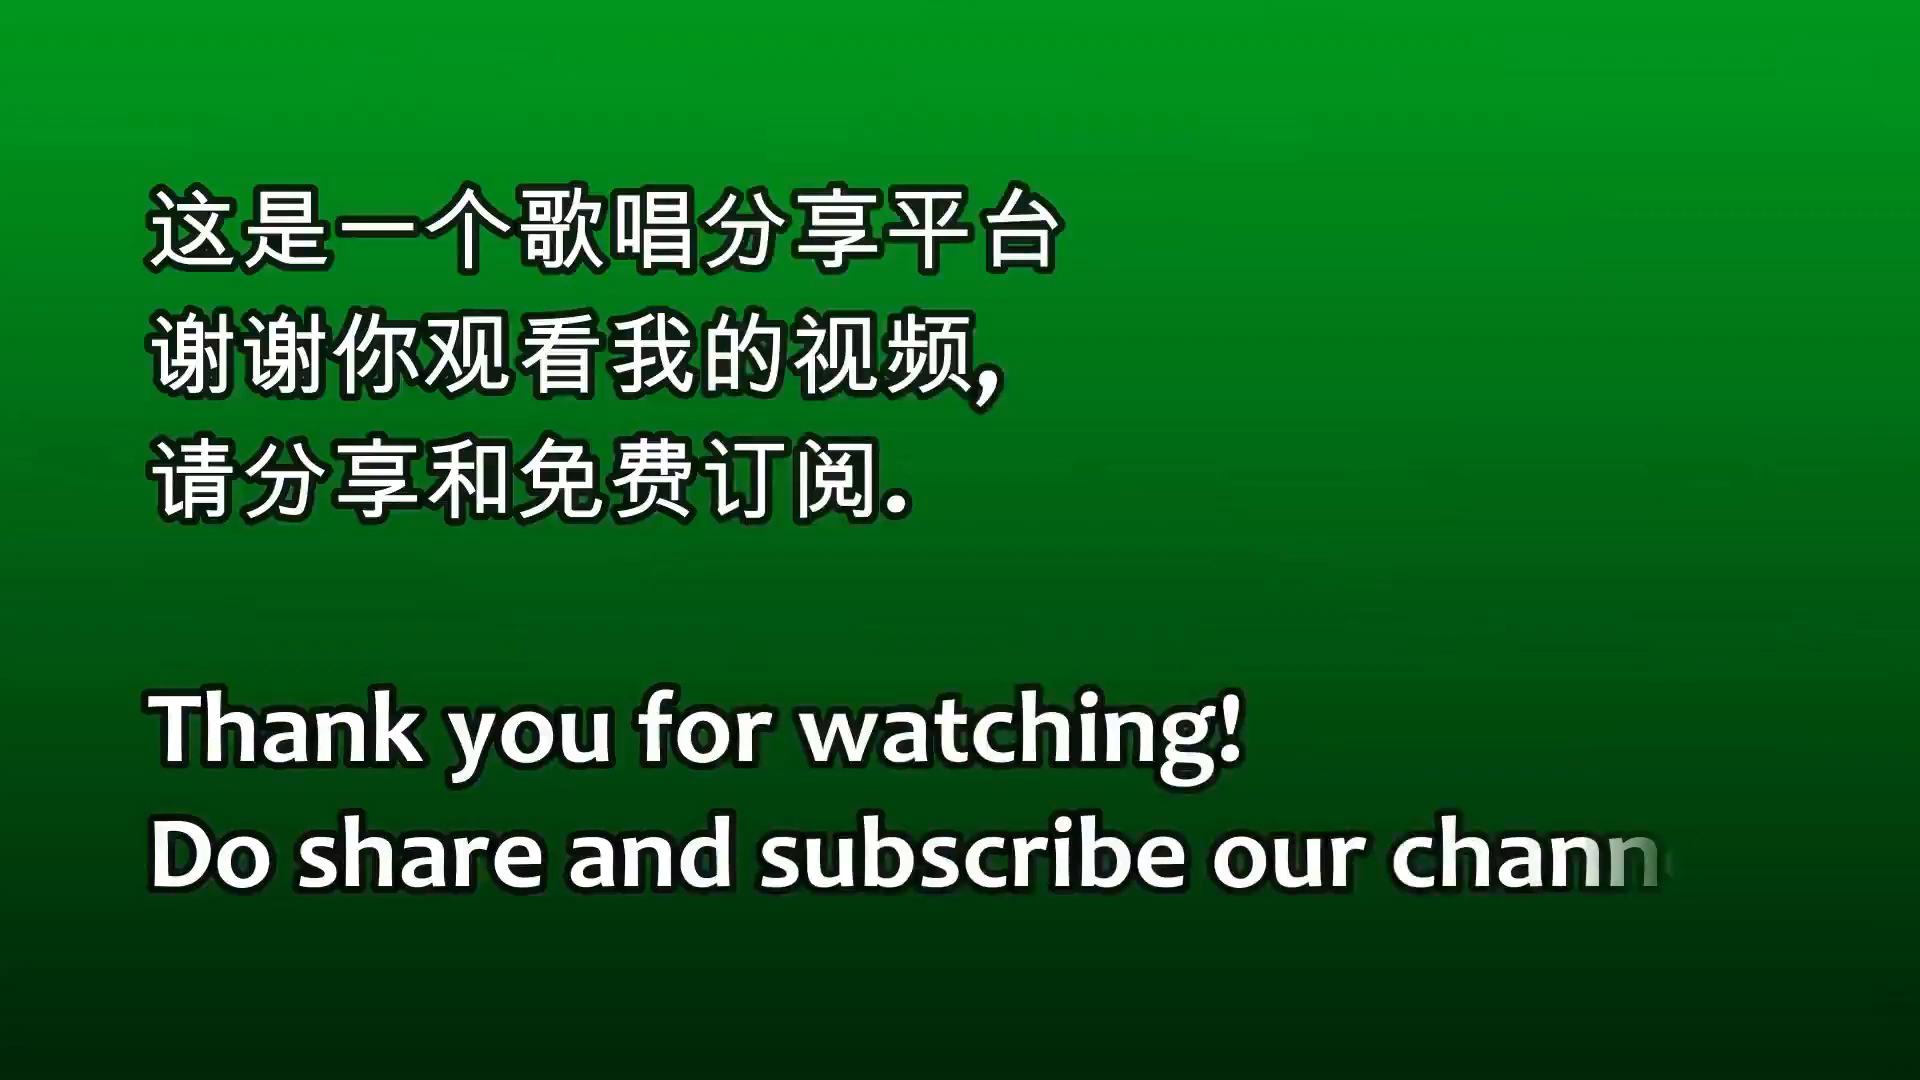 这是一个歌唱分享平台
谢谢你观看我的视频,
请分享和免费订阅.
Thank you for watching!
Do share and subscribe our chann